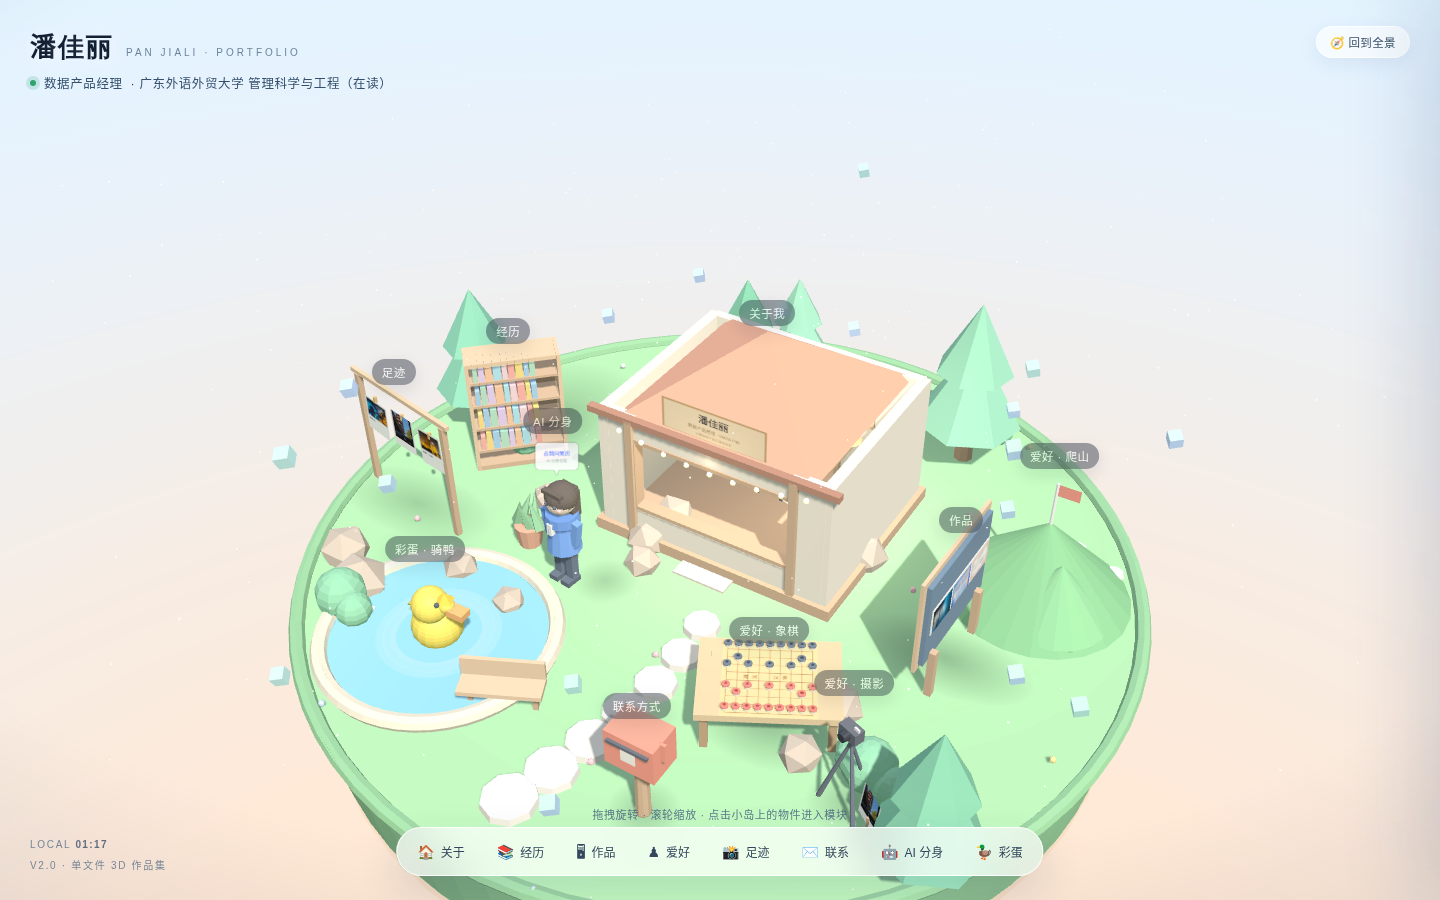 潘佳丽 PAN JIALI · PORTFOLIO
数据产品经理 · 广东外语外贸大学 管理科学与工程（在读）
🧭 回到全景
关于我
经历
足迹
AI 分身
爱好 · 爬山
潘佳丽
作品
彩蛋 · 骑鸭
爱好 · 象棋
爱好 · 摄影
联系方式
拖拽旋转 · 滚轮缩放 · 点击小岛上的物件进入模块
LOCAL 01:17
V2.0 · 单文件 3D 作品集
🏠 关于 📚 经历 🖥 作品 ♟ 爱好 📸 足迹 ✉️ 联系 🤖 AI 分身 🦆 彩蛋